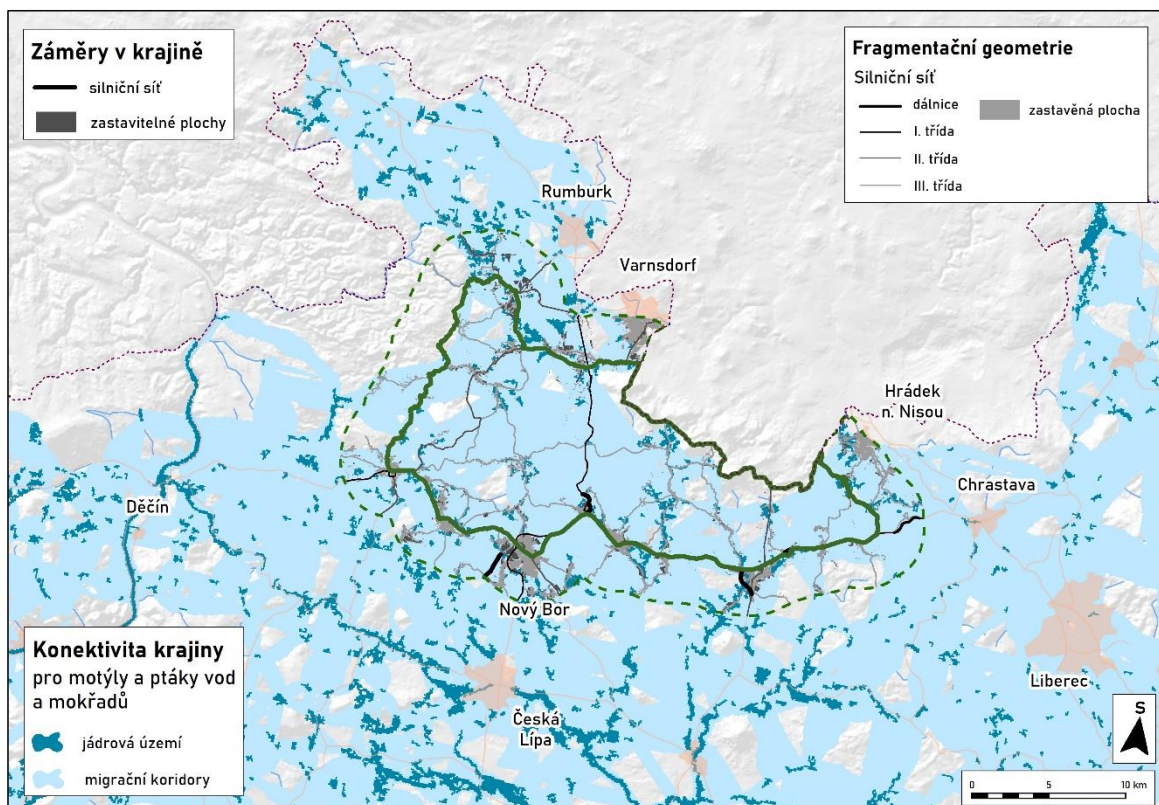 Záměry v krajině
silniční síť
zastavitelné plochy
Fragmentační geometrie
Silniční síť
dálnice
zastavěná plocha
I. třída
II. třída
III. třída
Rumburk
Varnsdorf
Hrádek
n. Nisou
Chrastava
Děčín
Nový Bor
Liberec
Česká
Lípa
Konektivita krajiny
pro motýly a ptáky vod
a mokřadů
jádrová území
migrační koridory
S
0 5 10 km